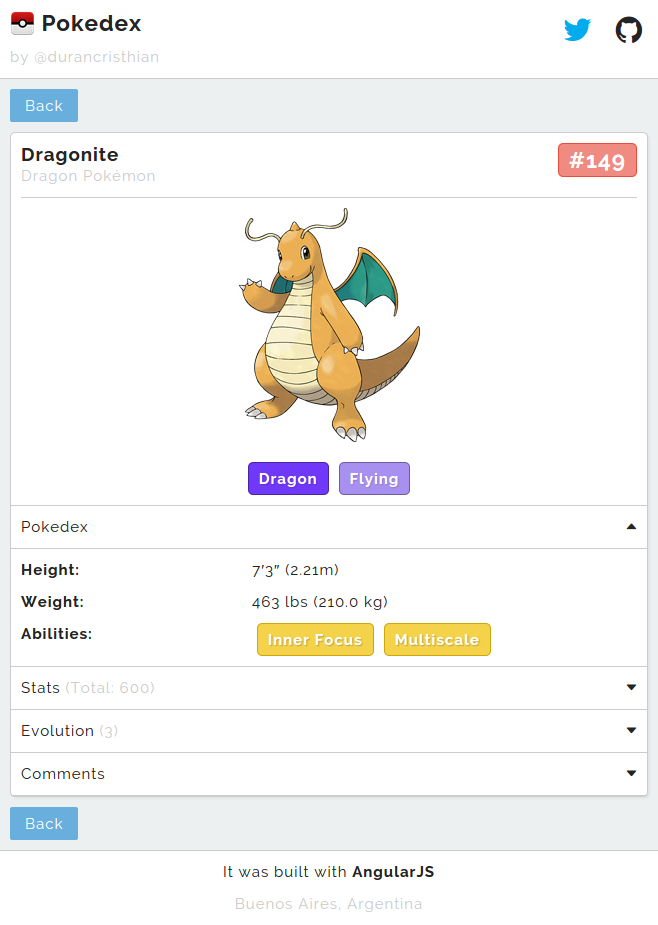 Pokedex
by @durancristhian
Back
Dragonite
#149
Dragon Pokémon
Dragon Flying
Pokedex
Height: 7′3″ (2.21m)
Weight: 463 lbs (210.0 kg)
Abilities: Inner Focus Multiscale
Stats (Total: 600)
Evolution (3)
Comments
Back
It was built with AngularJS
Buenos Aires, Argentina